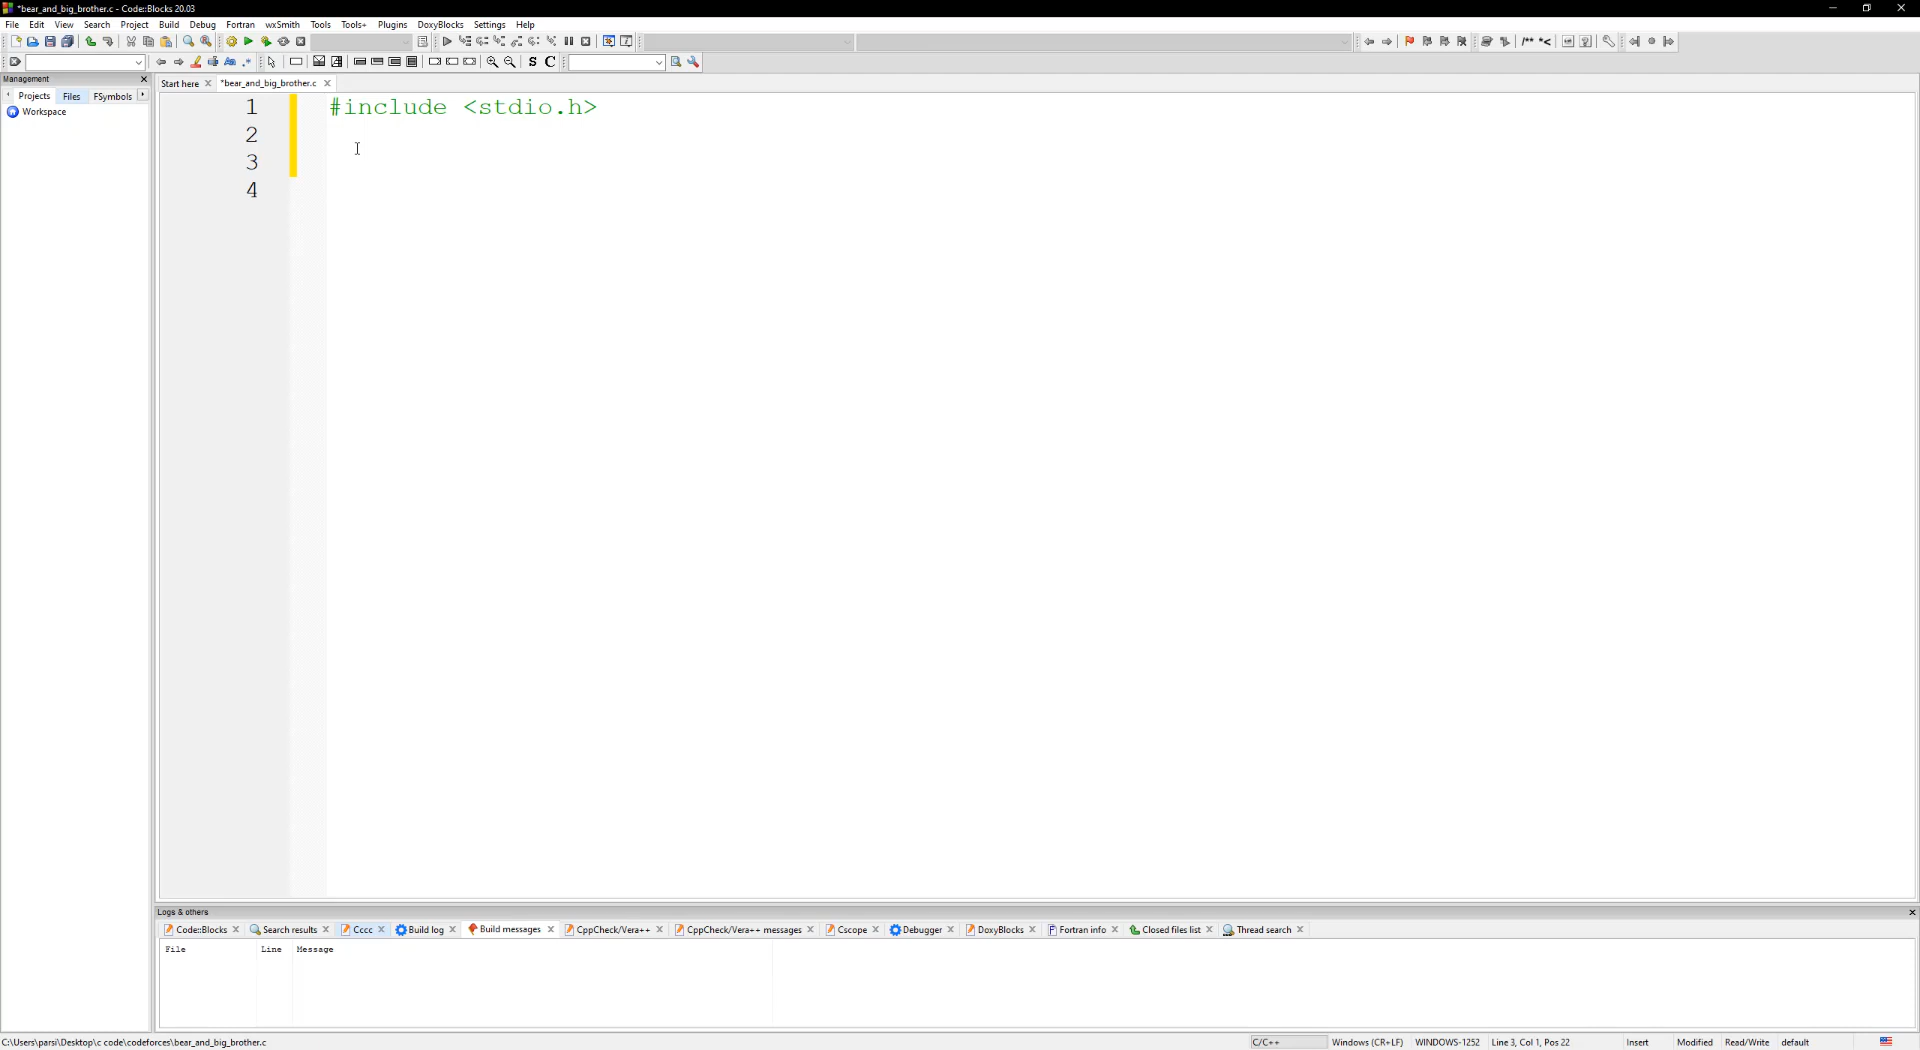 *bear_and_big_brother.c - Code::Blocks 20.03
File Edit View Search Project Build Debug Fortran wxSmith Tools Tools+ Plugins DoxyBlocks Settings Help
/** *<
.* S C
Management
Start here *bear_and_big_brother.c
Projects Files FSymbols
Workspace
1 #include <stdio.h>
2
3
4
Logs & others
Code::Blocks Search results Cccc Build log Build messages CppCheck/Vera++ CppCheck/Vera++ messages Cscope Debugger DoxyBlocks Fortran info Closed files list Thread search
File Line Message
C:\Users\parsi\Desktop\c code\codeforces\bear_and_big_brother.c C/C++ Windows (CR+LF) WINDOWS-1252 Line 3, Col 1, Pos 22 Insert Modified Read/Write default